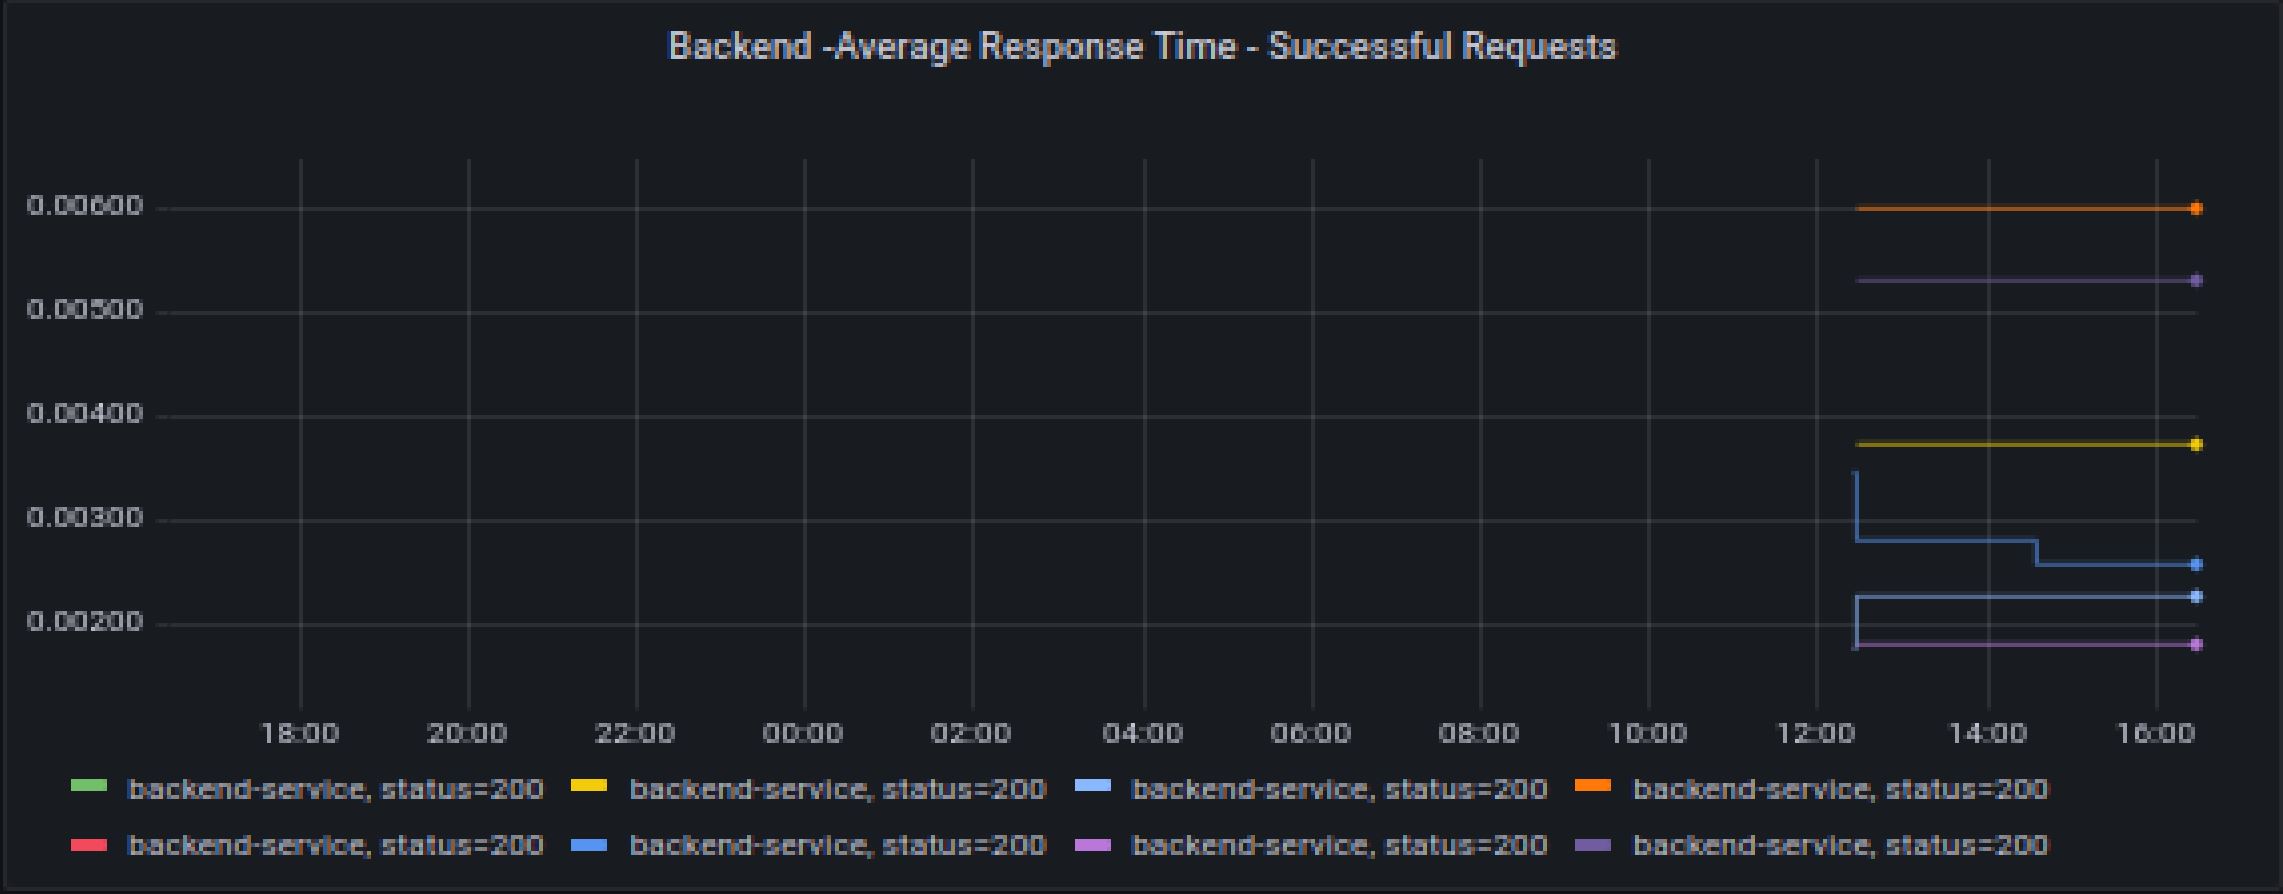 Backend -Average Response Time - Successful Requests
0.00600
0.00500
0.00400
0.00300
0.00200
18:00 20:00 22:00 00:00 02:00 04:00 06:00 08:00 10:00 12:00 14:00 16:00
backend-service, status=200 backend-service, status=200 backend-service, status=200 backend-service, status=200
backend-service, status=200 backend-service, status=200 backend-service, status=200 backend-service, status=200